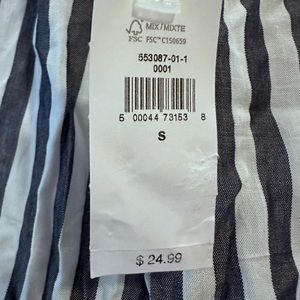 MIX/MIXTE
FSC FSC™ C150659
553087-01-1
0001
5 00044 73153 8
S
$ 24.99